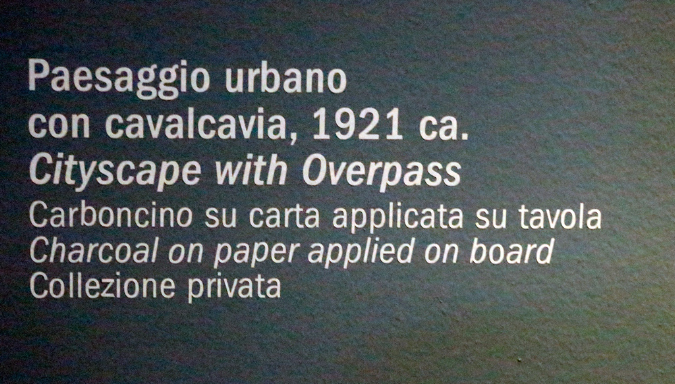 Paesaggio urbano
con cavalcavia, 1921 ca.
Cityscape with Overpass
Carboncino su carta applicata su tavola
Charcoal on paper applied on board
Collezione privata